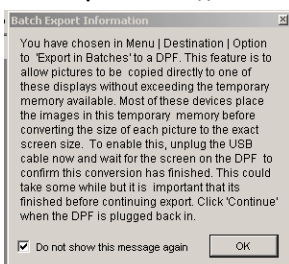 Batch Export Information
You have chosen in Menu | Destination | Option
to 'Export in Batches' to a DPF. This feature is to
allow pictures to be copied directly to one of
these displays without exceeding the temporary
memory available. Most of these devices place
the images in this temporary memory before
converting the size of each picture to the exact
screen size. To enable this, unplug the USB
cable now and wait for the screen on the DPF to
confirm this conversion has finished. This could
take some while but it is important that its
finished before continuing export. Click 'Continue'
when the DPF is plugged back in.
Do not show this message again
OK